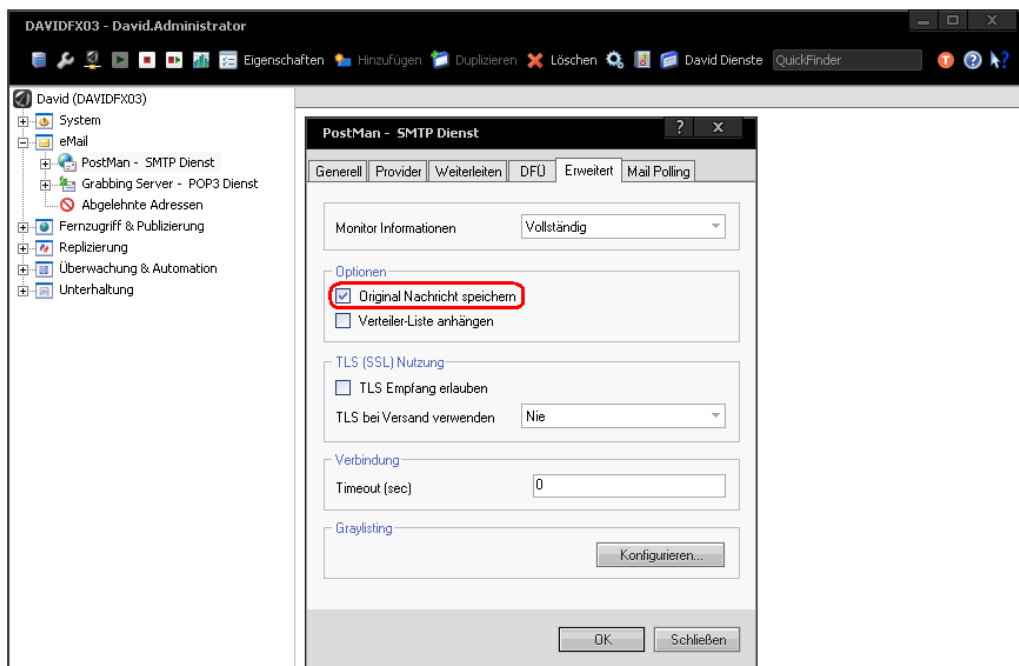 DAVIDFX03 - David.Administrator
Eigenschaften Hinzufügen Duplizieren Löschen David Dienste QuickFinder
David (DAVIDFX03)
System
eMail
PostMan - SMTP Dienst
Grabbing Server - POP3 Dienst
Abgelehnte Adressen
Fernzugriff & Publizierung
Replizierung
Überwachung & Automation
Unterhaltung
PostMan - SMTP Dienst
Generell Provider Weiterleiten DFÜ Erweitert Mail Polling
Monitor Informationen Vollständig
Optionen
Original Nachricht speichern
Verteiler-Liste anhängen
TLS (SSL) Nutzung
TLS Empfang erlauben
TLS bei Versand verwenden Nie
Verbindung
Timeout (sec) 0
Graylisting
Konfigurieren...
OK Schließen